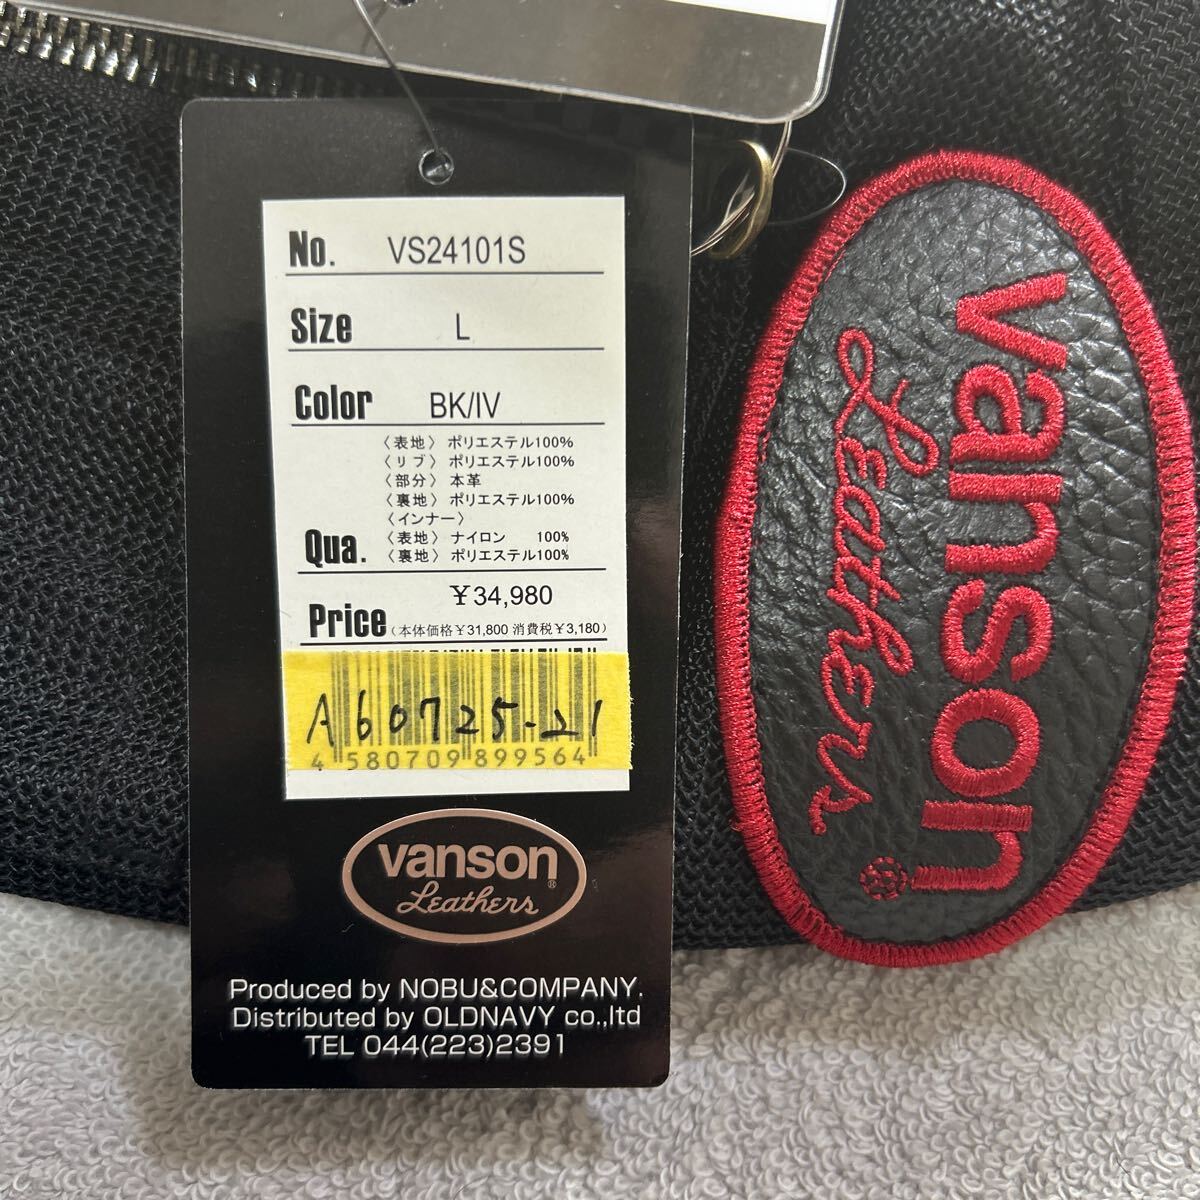 No. VS24101S
Size L
Color BK/IV
〈表地〉 ポリエステル100%
〈リブ〉 ポリエステル100%
〈部分〉 本革
〈裏地〉 ポリエステル100%
〈インナー〉
〈表地〉 ナイロン 100%
Qua. 〈裏地〉 ポリエステル100%
¥34,980
Price (本体価格¥31,800 消費税¥3,180)
A60725-21
4 580709 899564
vanson®
Leathers
Produced by NOBU&COMPANY.
Distributed by OLDNAVY co.,ltd
TEL 044(223)2391
vanson®
Leathers